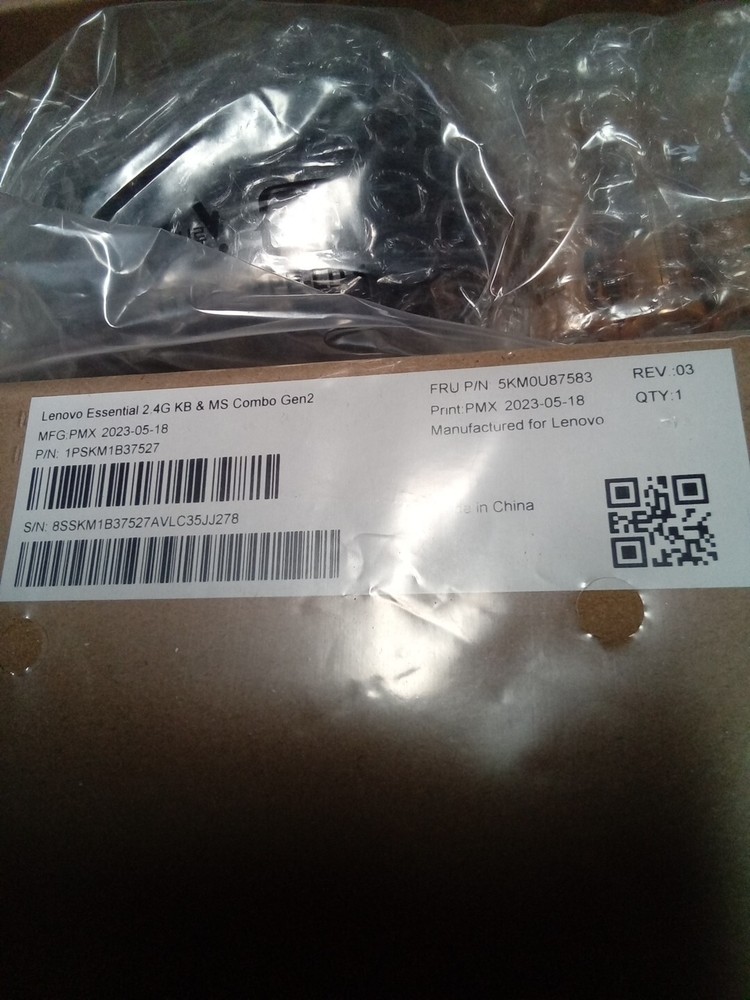 Lenovo Essential 2.4G KB & MS Combo Gen2
MFG:PMX 2023-05-18
P/N: 1PSKM1B37527
S/N: 8SSKM1B37527AVLC35JJ278
FRU P/N 5KM0U87583
Print:PMX 2023-05-18
Manufactured for Lenovo
in China
REV :03
QTY:1